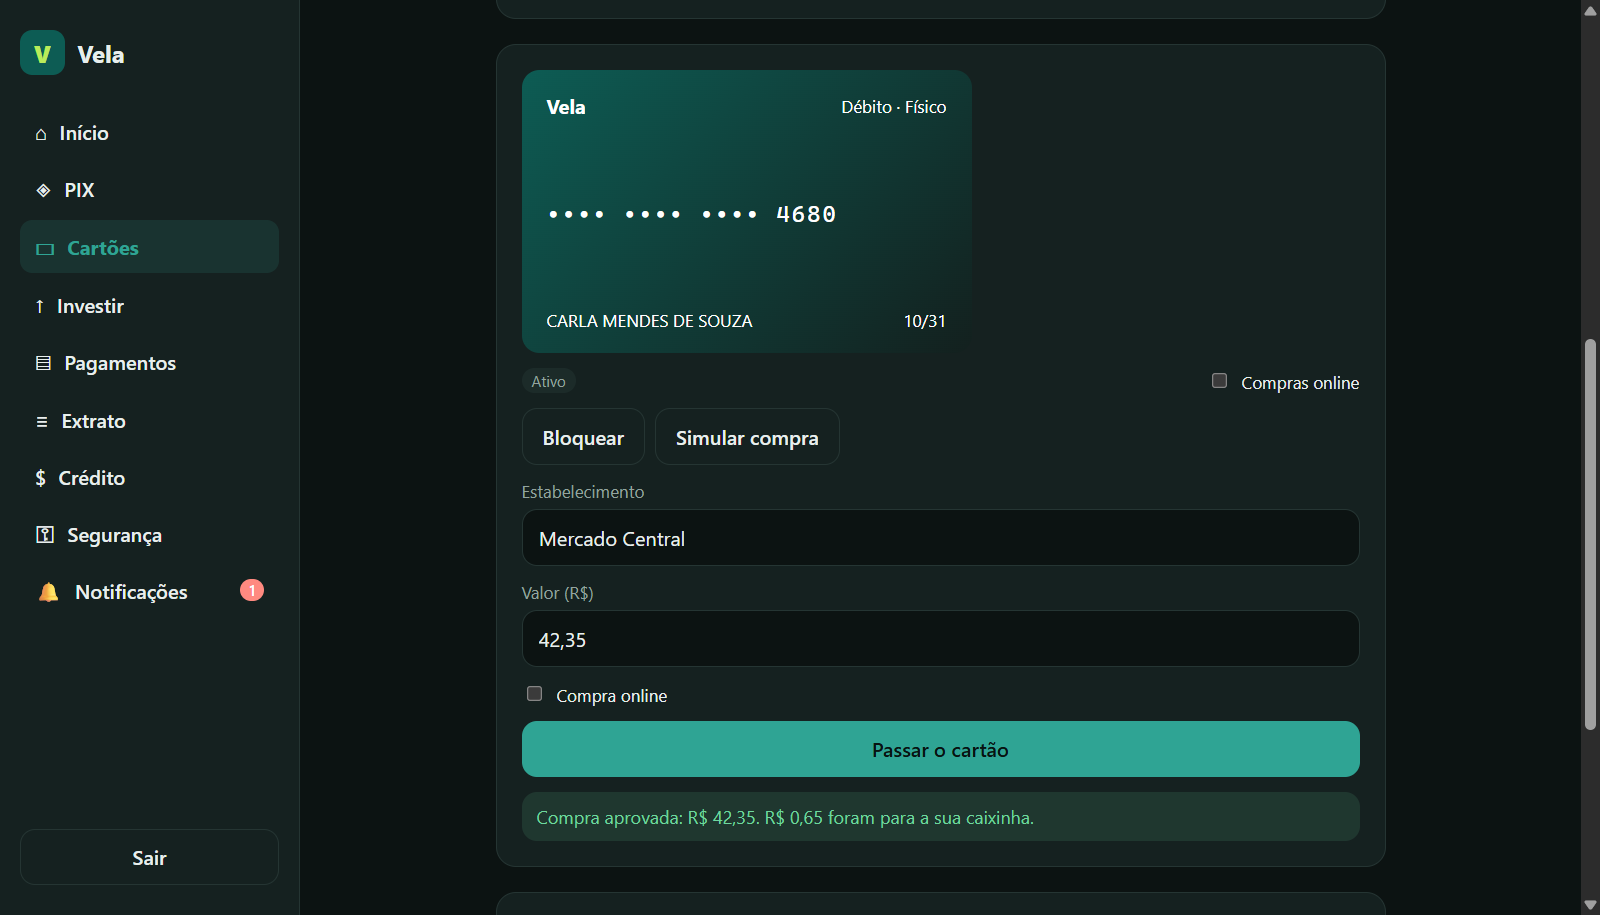 V Vela
Início
PIX
Cartões
Investir
Pagamentos
Extrato
$ Crédito
Segurança
Notificações 1
Sair
Vela Débito · Físico
•••• •••• •••• 4680
CARLA MENDES DE SOUZA 10/31
Ativo Compras online
Bloquear Simular compra
Estabelecimento
Mercado Central
Valor (R$)
42,35
Compra online
Passar o cartão
Compra aprovada: R$ 42,35. R$ 0,65 foram para a sua caixinha.